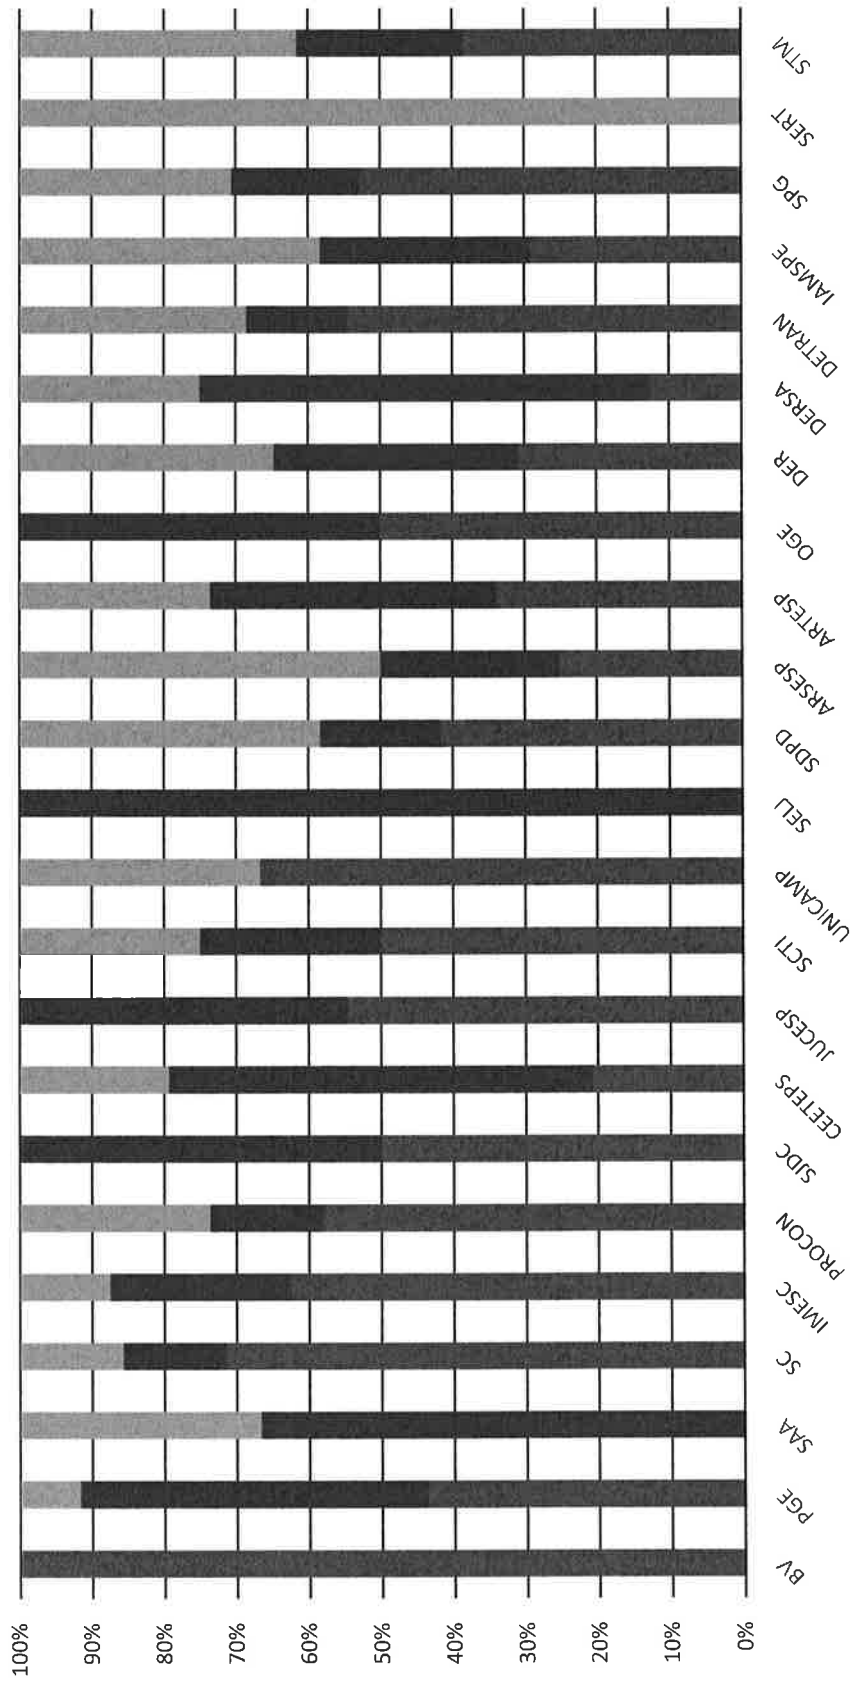 100%
90%
80%
70%
60%
50%
40%
30%
20%
10%
0%
BV
PGE
SAA
SC
IMESC
PROCON
SJDC
CEETEPS
JUCESP
SCTI
UNICAMP
SELJ
SDPD
ARSESP
ARTESP
OGE
DER
DERSA
DETRAN
IAMSPE
SPG
SERT
STM